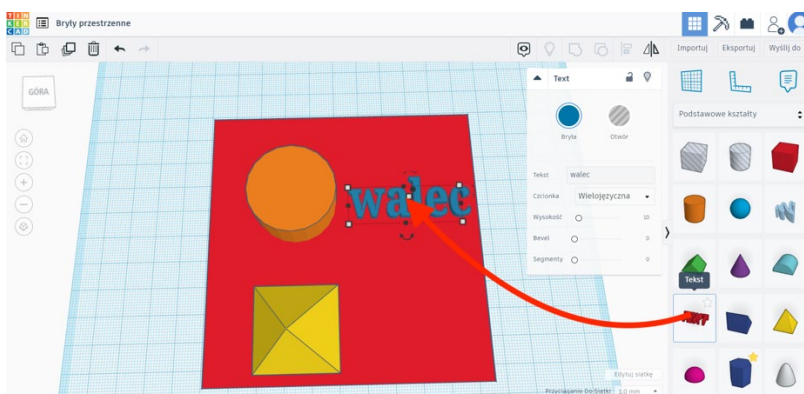 TIN
KER
CAD
Bryły przestrzenne
Importuj Eksportuj Wyślij do
GÓRA
Text
Bryła Otwór
Tekst walec
Czcionka Wielojęzyczna
Wysokość 10
Bevel 0
Segmenty 0
walec
Podstawowe kształty
Tekst
TEXT
Edytuj siatkę
Przyciąganie Do Siatki 1,0 mm